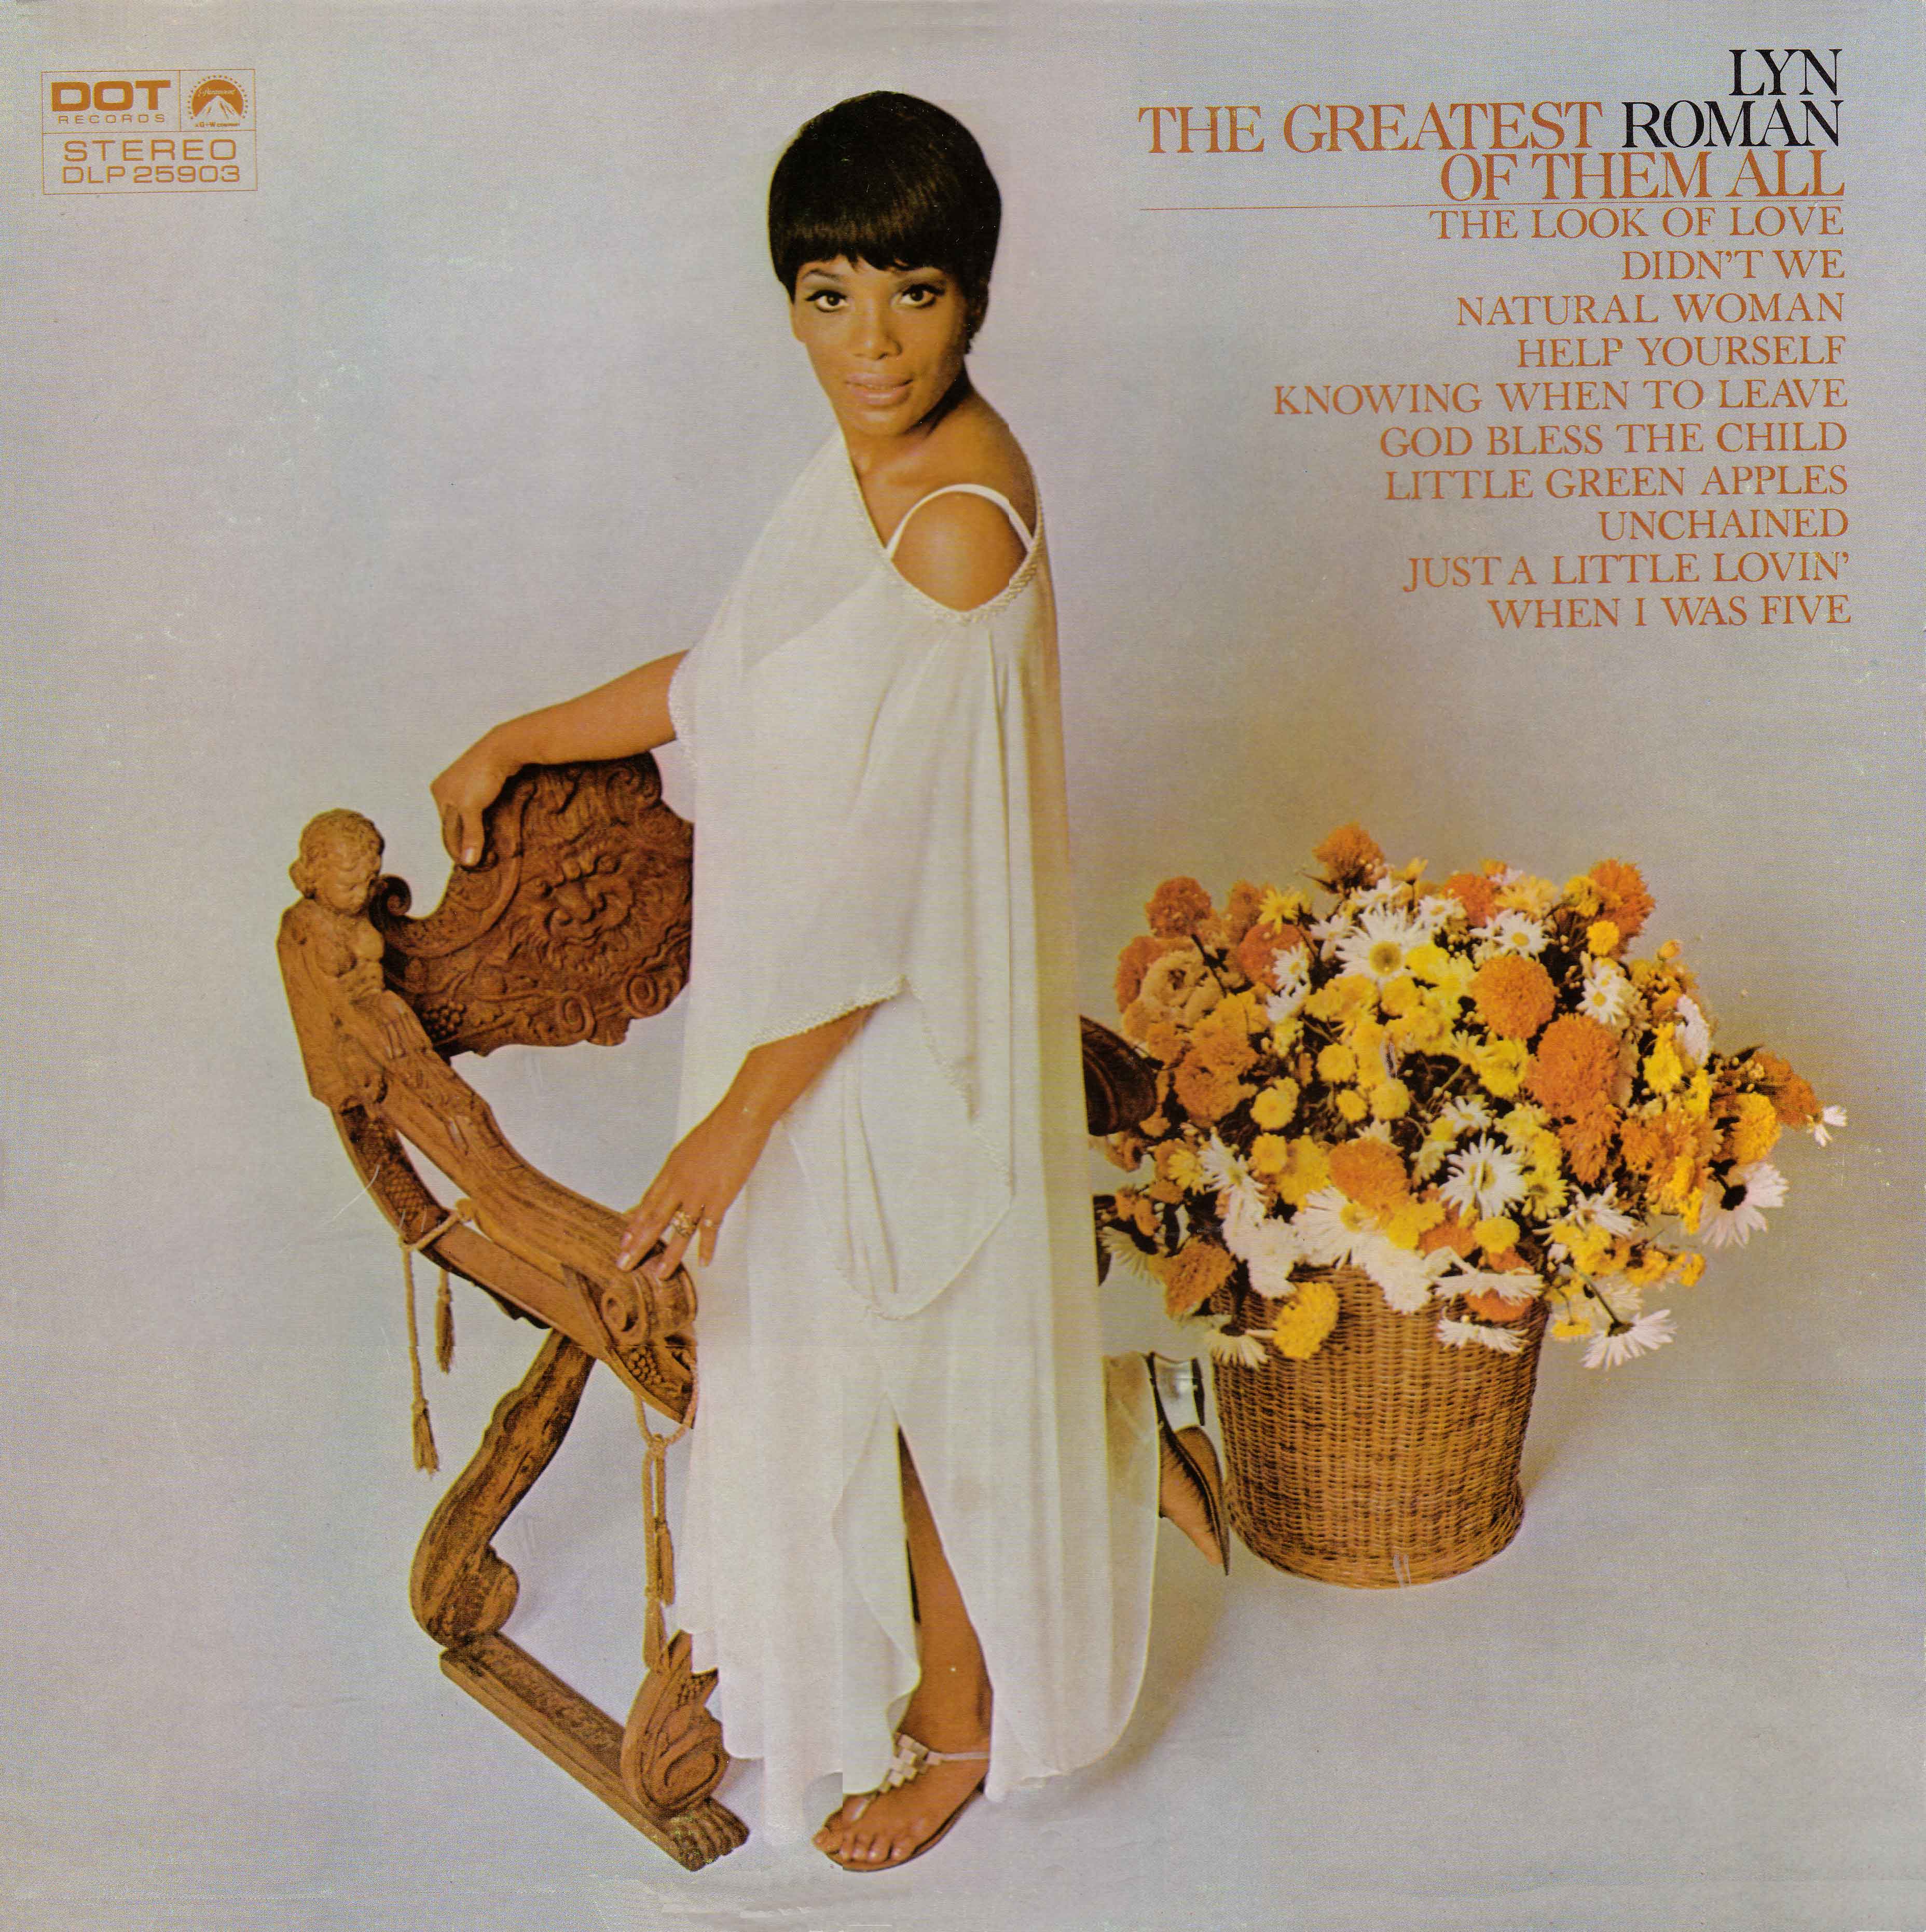 DOT
RECORDS
Paramount
A G+W COMPANY
STEREO
DLP 25903
LYN
THE GREATEST ROMAN
OF THEM ALL
THE LOOK OF LOVE
DIDN'T WE
NATURAL WOMAN
HELP YOURSELF
KNOWING WHEN TO LEAVE
GOD BLESS THE CHILD
LITTLE GREEN APPLES
UNCHAINED
JUST A LITTLE LOVIN'
WHEN I WAS FIVE